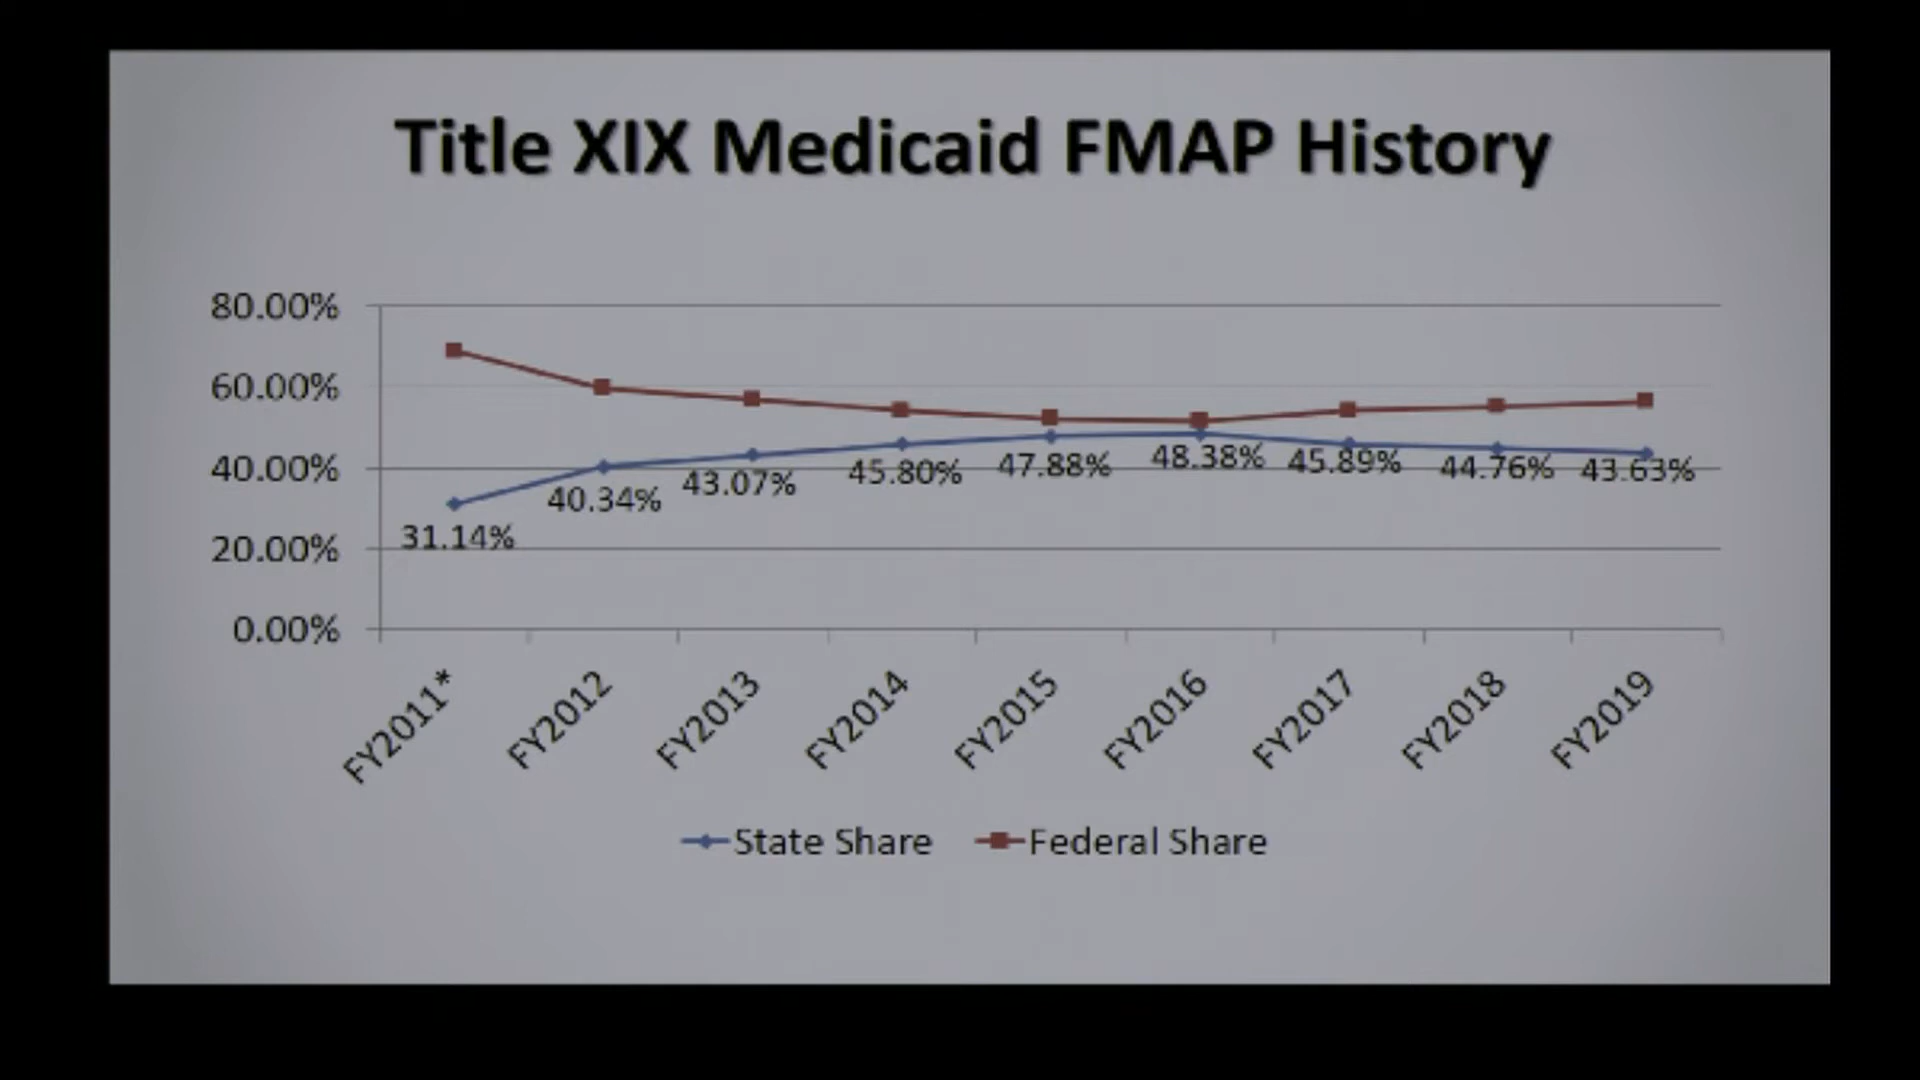 Title XIX Medicaid FMAP History
80.00%
60.00%
40.00%
20.00%
0.00%
31.14%
40.34%
43.07%
45.80%
47.88%
48.38%
45.89%
44.76%
43.63%
FY2011*
FY2012
FY2013
FY2014
FY2015
FY2016
FY2017
FY2018
FY2019
State Share
Federal Share